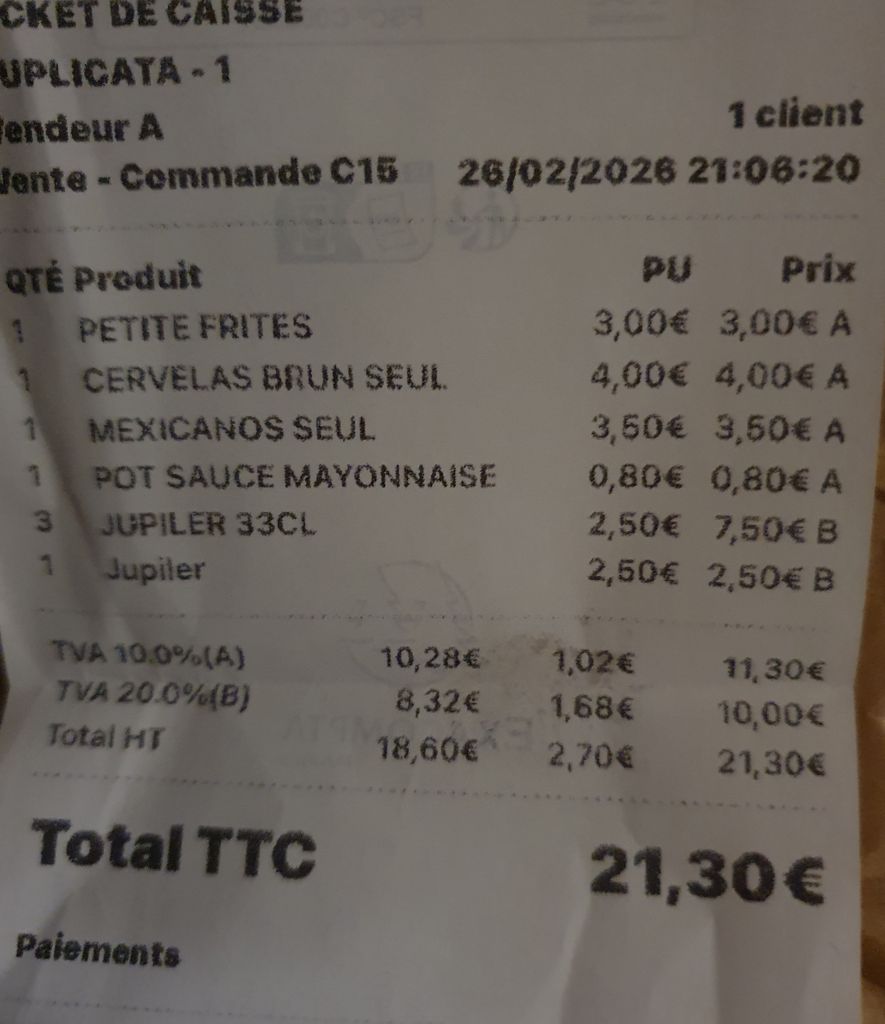 CKET DE CAISSE
UPLICATA - 1
endeur A 1 client
Vente - Commande C15 26/02/2026 21:06:20
QTÉ Produit PU Prix
1 PETITE FRITES 3,00€ 3,00€ A
1 CERVELAS BRUN SEUL 4,00€ 4,00€ A
1 MEXICANOS SEUL 3,50€ 3,50€ A
1 POT SAUCE MAYONNAISE 0,80€ 0,80€ A
3 JUPILER 33CL 2,50€ 7,50€ B
1 Jupiler 2,50€ 2,50€ B
TVA 10.0%(A) 10,28€ 1,02€ 11,30€
TVA 20.0%(B) 8,32€ 1,68€ 10,00€
Total HT 18,60€ 2,70€ 21,30€
Total TTC 21,30€
Paiements